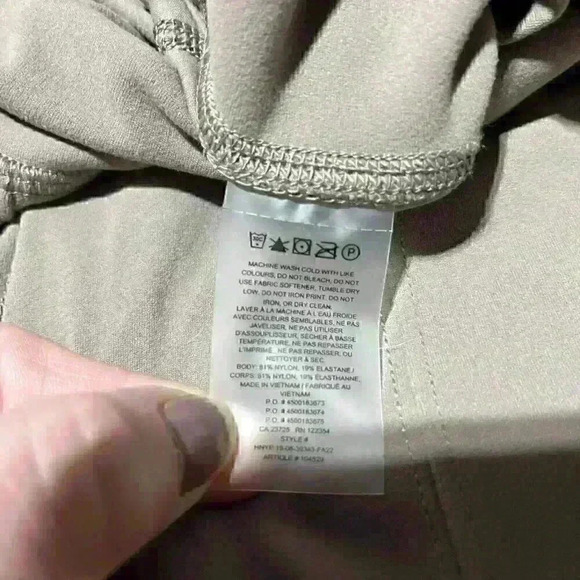 30C
P
MACHINE WASH COLD WITH LIKE
COLOURS, DO NOT BLEACH, DO NOT
USE FABRIC SOFTENER, TUMBLE DRY
LOW, DO NOT IRON PRINT, DO NOT
IRON, OR DRY CLEAN.
LAVER À LA MACHINE À L'EAU FROIDE
AVEC COULEURS SEMBLABLES, NE PAS
JAVELISER, NE PAS UTILISER
D'ASSOUPLISSEUR, SÉCHER À BASSE
TEMPÉRATURE, NE PAS REPASSER
L'IMPRIMÉ, NE PAS REPASSER, OU
NETTOYER À SEC.
BODY: 81% NYLON, 19% ELASTANE /
CORPS: 81% NYLON, 19% ÉLASTHANNE,
MADE IN VIETNAM / FABRIQUÉ AU
VIETNAM
P.O. # 4500183673
P.O. # 4500183674
P.O. # 4500183675
CA 23725 RN 122354
STYLE #
ARTICLE # 104524